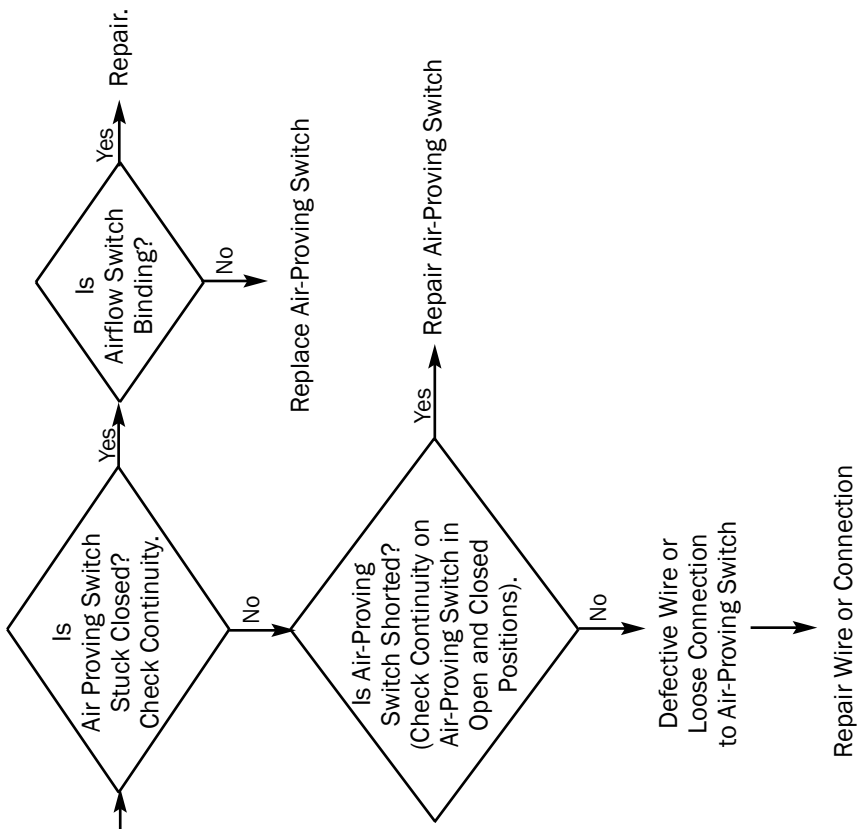 Is
Air Proving Switch
Stuck Closed?
Check Continuity.
Yes
Is
Airflow Switch
Binding?
Yes
Repair.
No
Replace Air-Proving Switch
No
Is Air-Proving
Switch Shorted?
(Check Continuity on
Air-Proving Switch in
Open and Closed
Positions).
Yes
Repair Air-Proving Switch
No
Defective Wire or
Loose Connection
to Air-Proving Switch
Repair Wire or Connection